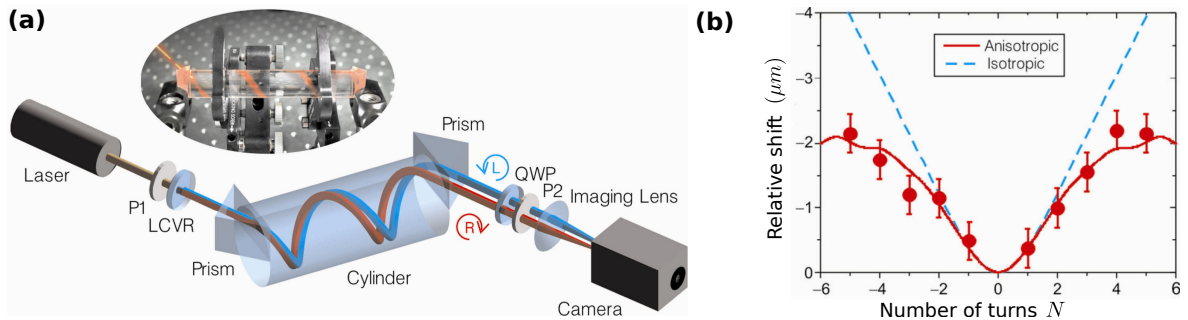 (a)
Laser
P1
LCVR
Prism
Cylinder
Prism
L
R
QWP
P2
Imaging Lens
Camera
(b)
Relative shift (μm)
–4
–3
–2
–1
0
Anisotropic
Isotropic
–6 –4 –2 0 2 4 6
Number of turns N